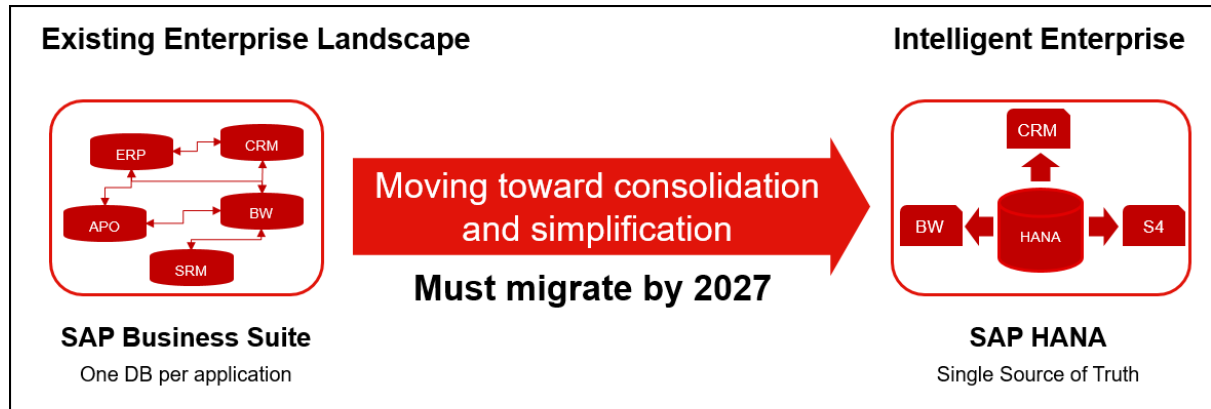 Existing Enterprise Landscape
Intelligent Enterprise
ERP
CRM
APO
BW
SRM
Moving toward consolidation
and simplification
Must migrate by 2027
CRM
BW
HANA
S4
SAP Business Suite
One DB per application
SAP HANA
Single Source of Truth